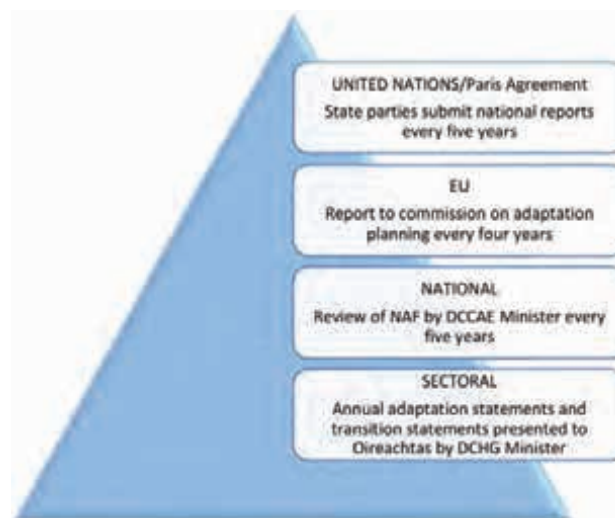 UNITED NATIONS/Paris Agreement
State parties submit national reports
every five years
EU
Report to commission on adaptation
planning every four years
NATIONAL
Review of NAF by DCCAE Minister every
five years
SECTORAL
Annual adaptation statements and
transition statements presented to
Oireachtas by DCHG Minister